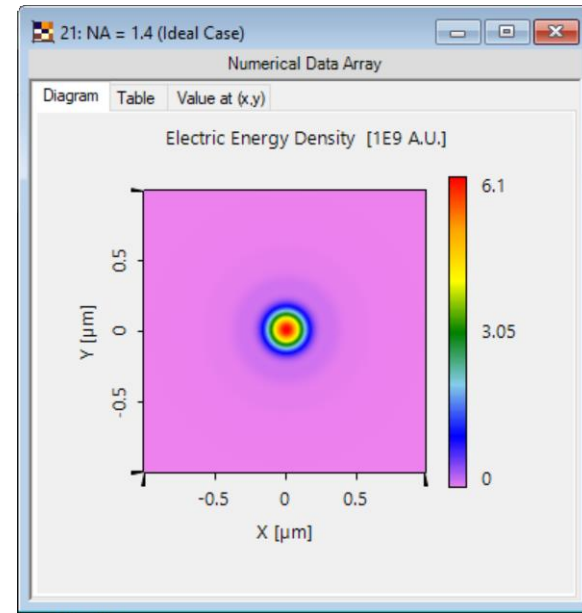 21: NA = 1.4 (Ideal Case)
Numerical Data Array
Diagram Table Value at (x,y)
Electric Energy Density [1E9 A.U.]
6.1
3.05
0
0.5
0
-0.5
Y [µm]
-0.5 0 0.5
X [µm]